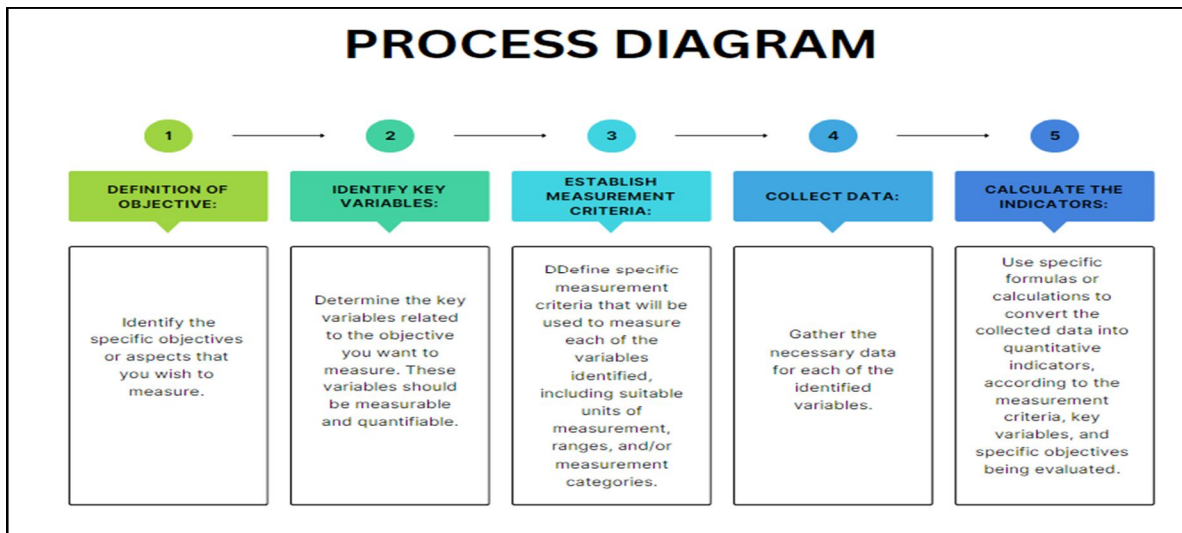 PROCESS DIAGRAM
1
2
3
4
5
DEFINITION OF
OBJECTIVE:
IDENTIFY KEY
VARIABLES:
ESTABLISH
MEASUREMENT
CRITERIA:
COLLECT DATA:
CALCULATE THE
INDICATORS:
Identify the
specific objectives
or aspects that
you wish to
measure.
Determine the key
variables related
to the objective
you want to
measure. These
variables should
be measurable
and quantifiable.
DDefine specific
measurement
criteria that will be
used to measure
each of the
variables
identified,
including suitable
units of
measurement,
ranges, and/or
measurement
categories.
Gather the
necessary data
for each of the
identified
variables.
Use specific
formulas or
calculations to
convert the
collected data into
quantitative
indicators,
according to the
measurement
criteria, key
variables, and
specific objectives
being evaluated.